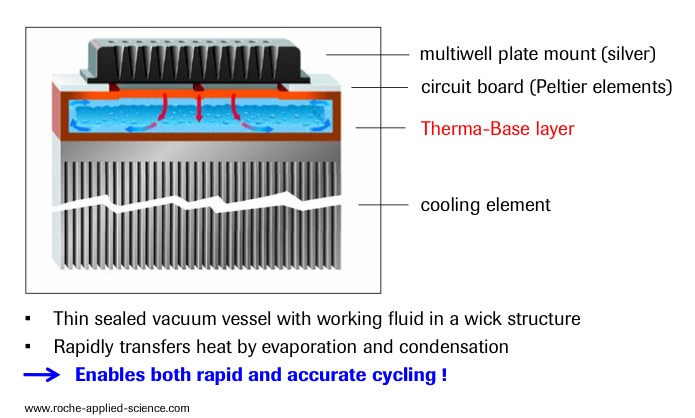 multiwell plate mount (silver)
circuit board (Peltier elements)
Therma-Base layer
cooling element
▪ Thin sealed vacuum vessel with working fluid in a wick structure
▪ Rapidly transfers heat by evaporation and condensation
Enables both rapid and accurate cycling !
www.roche-applied-science.com